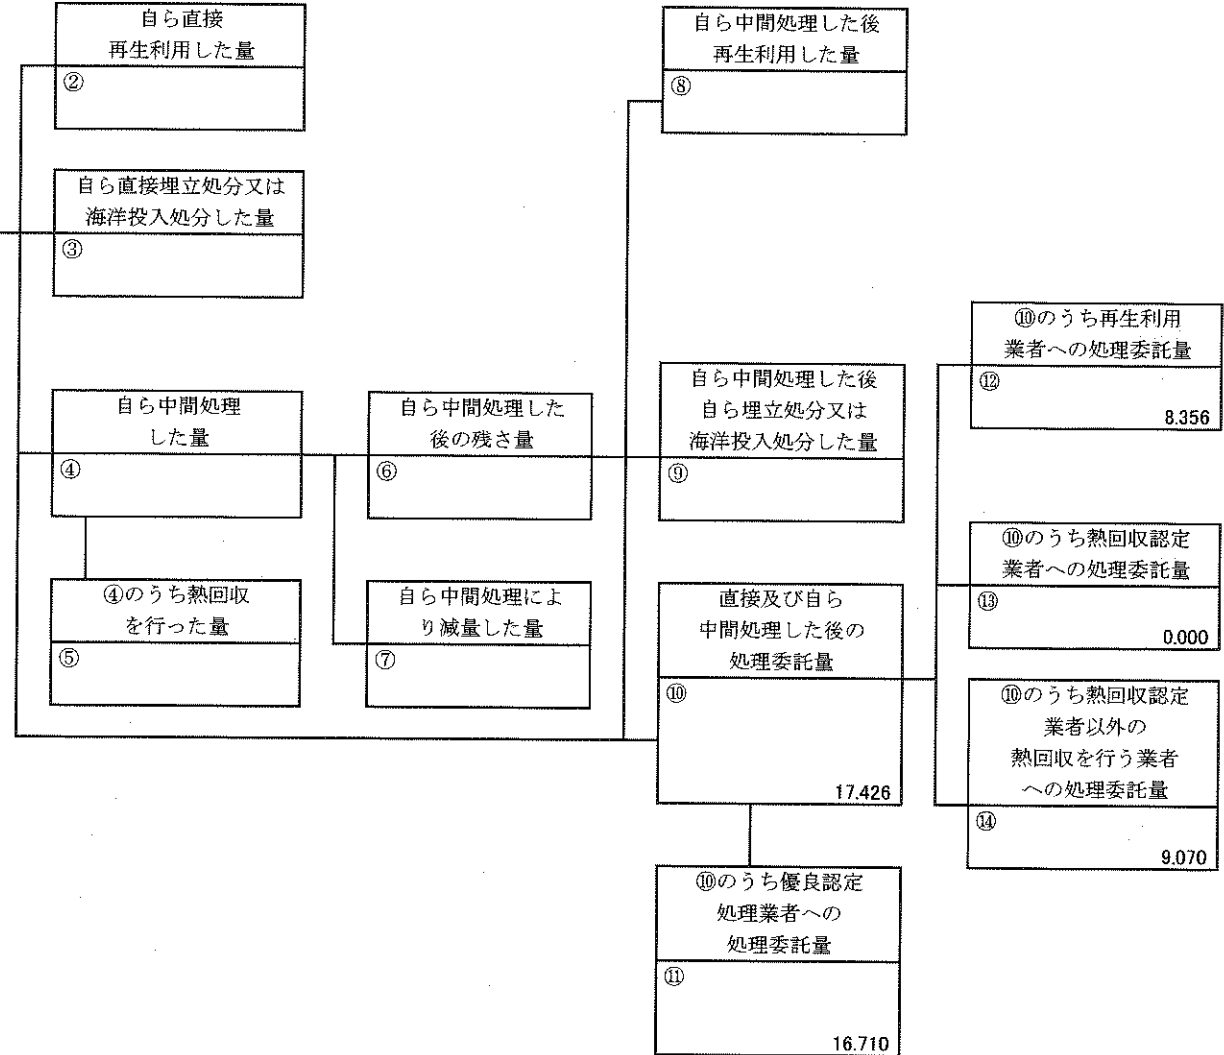 自ら直接
再生利用した量
②
自ら直接埋立処分又は
海洋投入処分した量
③
自ら中間処理
した量
④
④のうち熱回収
を行った量
⑤
自ら中間処理した
後の残さ量
⑥
自ら中間処理によ
り減量した量
⑦
自ら中間処理した後
再生利用した量
⑧
自ら中間処理した後
自ら埋立処分又は
海洋投入処分した量
⑨
直接及び自ら
中間処理した後の
処理委託量
⑩
17.426
⑩のうち優良認定
処理業者への
処理委託量
⑪
16.710
⑩のうち再生利用
業者への処理委託量
⑫
8.356
⑩のうち熱回収認定
業者への処理委託量
⑬
0.000
⑩のうち熱回収認定
業者以外の
熱回収を行う業者
への処理委託量
⑭
9.070